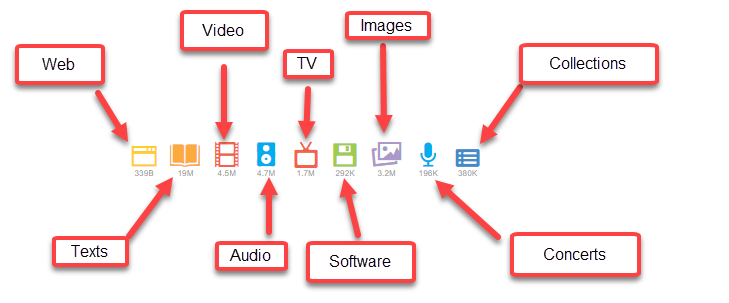 Images
Video
Web
TV
Collections
339B
19M
4.5M
4.7M
1.7M
292K
3.2M
196K
380K
Texts
Audio
Software
Concerts